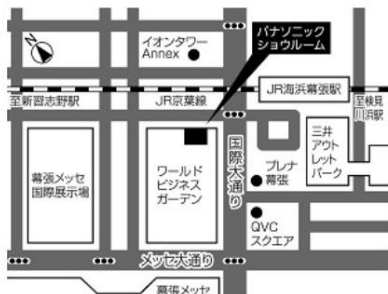 パナソニック
ショウルーム
イオンタワー
Annex
JR海浜幕張駅
至新習志野駅
JR京葉線
至検見
川浜駅
幕張メッセ
国際展示場
ワールド
ビジネス
ガーデン
国際大通り
プレナ
幕張
三井
アウト
レット
パーク
QVC
スクエア
メッセ大通り
幕張メッセ
N